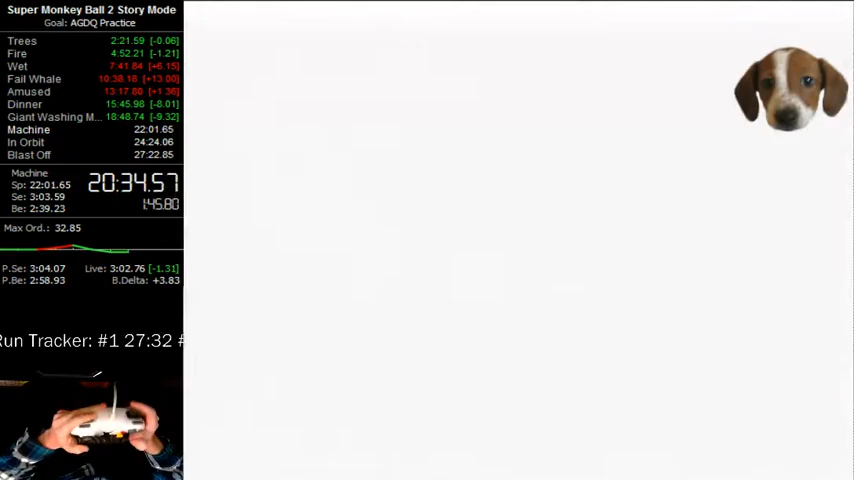 Super Monkey Ball 2 Story Mode
Goal: AGDQ Practice
Trees 2:21.59 [-0.06]
Fire 4:52.21 [-1.21]
Wet 7:41.84 [+6.15]
Fail Whale 10:38.18 [+13.00]
Amused 13:17.80 [+1.36]
Dinner 15:45.98 [-8.01]
Giant Washing M... 18:48.74 [-9.32]
Machine 22:01.65
In Orbit 24:24.06
Blast Off 27:22.85
Machine
Sp: 22:01.65 20:34.57
Se: 3:03.59 1:45.80
Be: 2:39.23
Max Ord.: 32.85
P.Se: 3:04.07 Live: 3:02.76 [-1.31]
P.Be: 2:58.93 B.Delta: +3.83
Run Tracker: #1 27:32 #